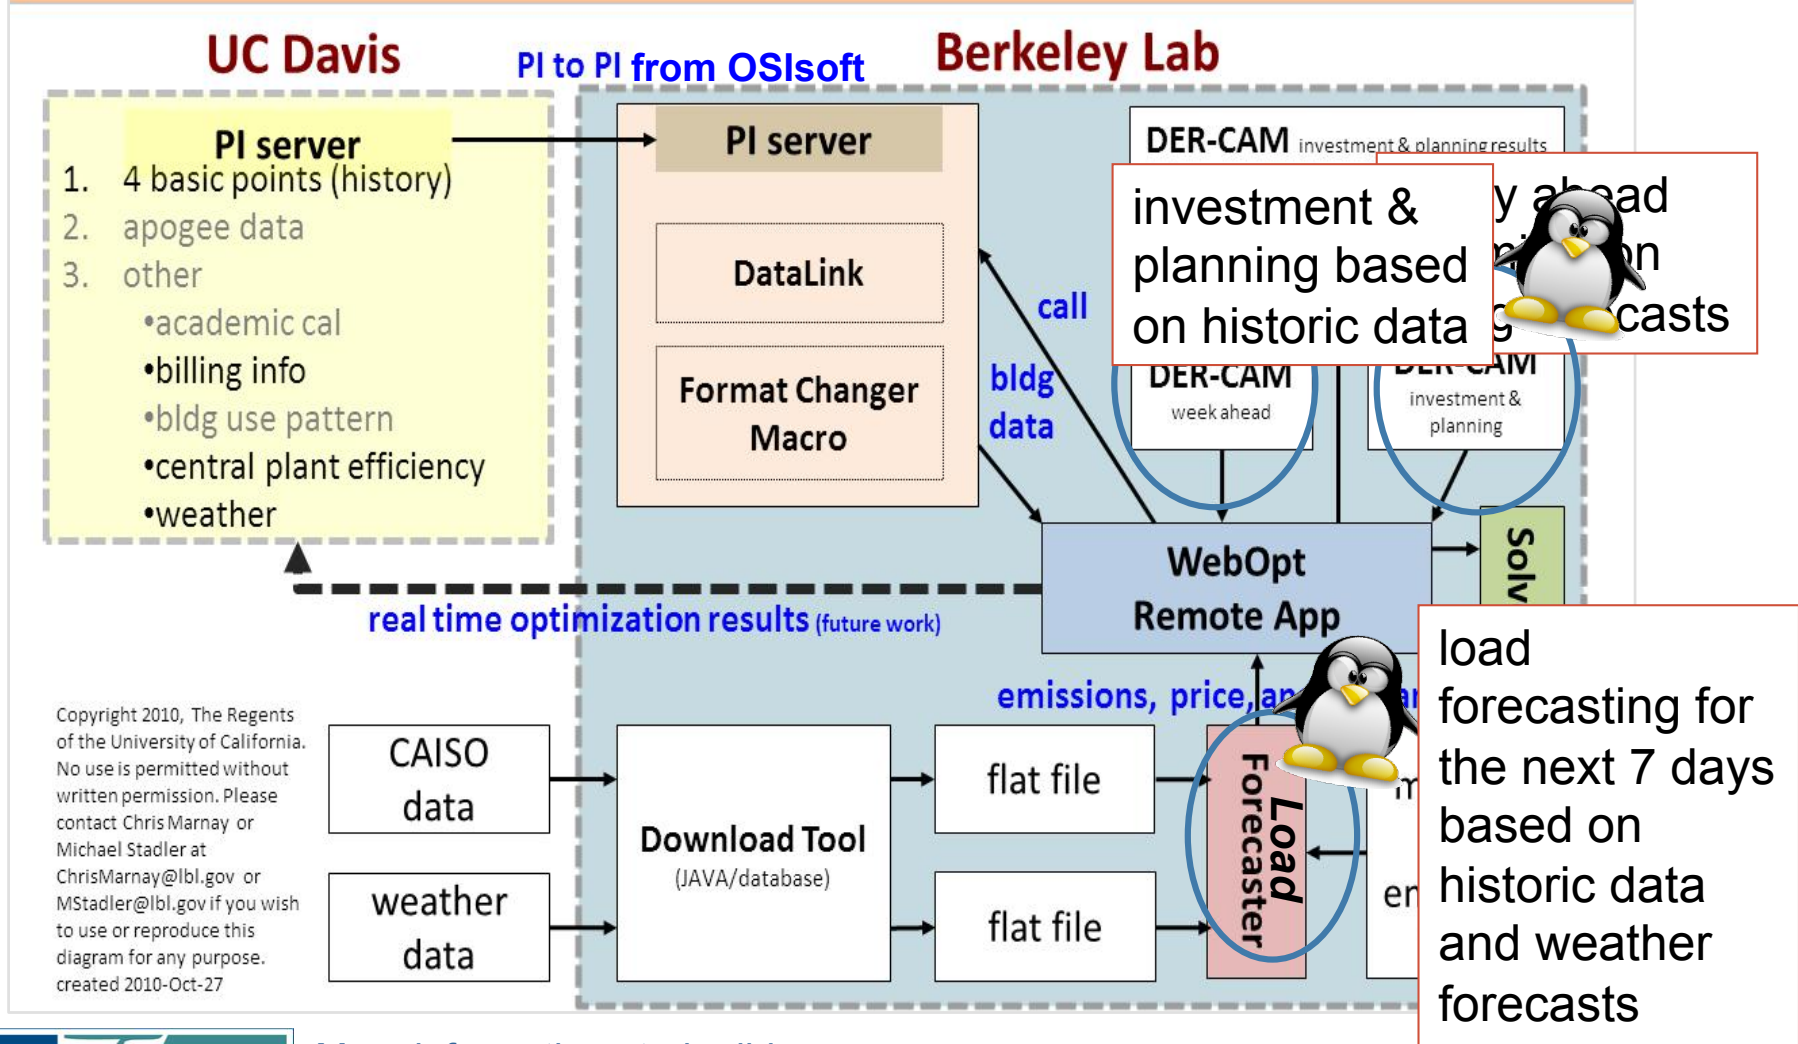 UC Davis
PI to PI from OSIsoft
Berkeley Lab
PI server
1. 4 basic points (history)
2. apogee data
3. other
•academic cal
•billing info
•bldg use pattern
•central plant efficiency
•weather
PI server
DataLink
Format Changer
Macro
call
bldg
data
DER-CAM investment & planning results
investment &
planning based
on historic data
DER-CAM
week ahead
DER-CAM
investment &
planning
WebOpt
Remote App
real time optimization results (future work)
emissions, price,
load
forecasting for
the next 7 days
based on
historic data
and weather
forecasts
Copyright 2010, The Regents
of the University of California.
No use is permitted without
written permission. Please
contact Chris Marnay or
Michael Stadler at
ChrisMarnay@lbl.gov or
MStadler@lbl.gov if you wish
to use or reproduce this
diagram for any purpose.
created 2010-Oct-27
CAISO
data
weather
data
Download Tool
(JAVA/database)
flat file
flat file
Load
Forecaster